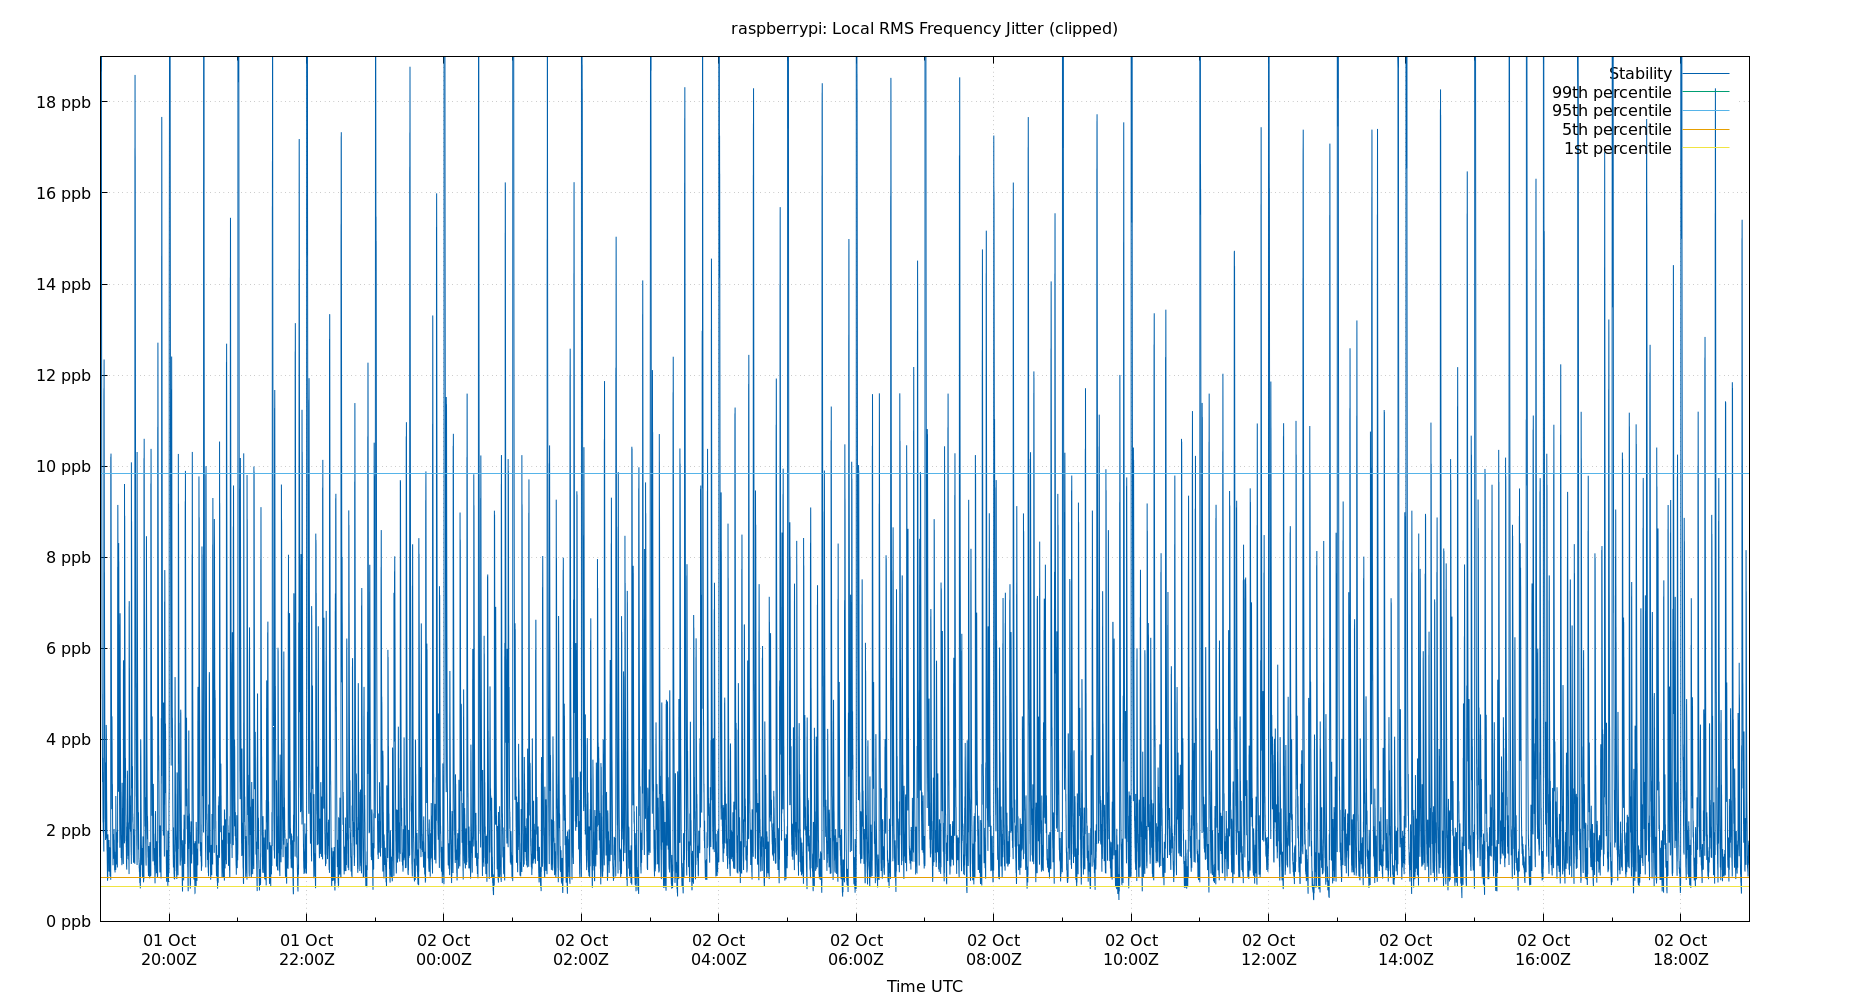 raspberrypi: Local RMS Frequency Jitter (clipped)
Stability
99th percentile
95th percentile
5th percentile
1st percentile
18 ppb
16 ppb
14 ppb
12 ppb
10 ppb
8 ppb
6 ppb
4 ppb
2 ppb
0 ppb
01 Oct 01 Oct 02 Oct 02 Oct 02 Oct 02 Oct 02 Oct 02 Oct 02 Oct 02 Oct 02 Oct 02 Oct
20:00Z 22:00Z 00:00Z 02:00Z 04:00Z 06:00Z 08:00Z 10:00Z 12:00Z 14:00Z 16:00Z 18:00Z
Time UTC